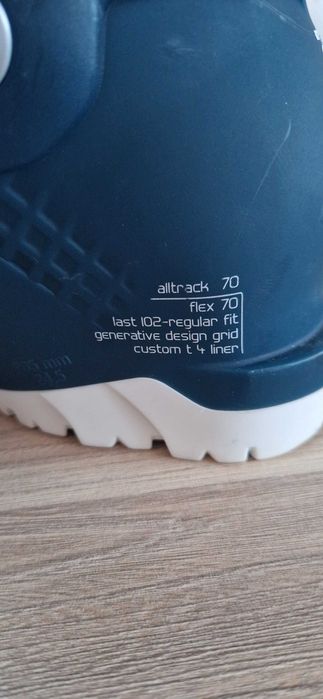 alltrack 70
flex 70
last 102-regular fit
generative design grid
custom t 4 liner